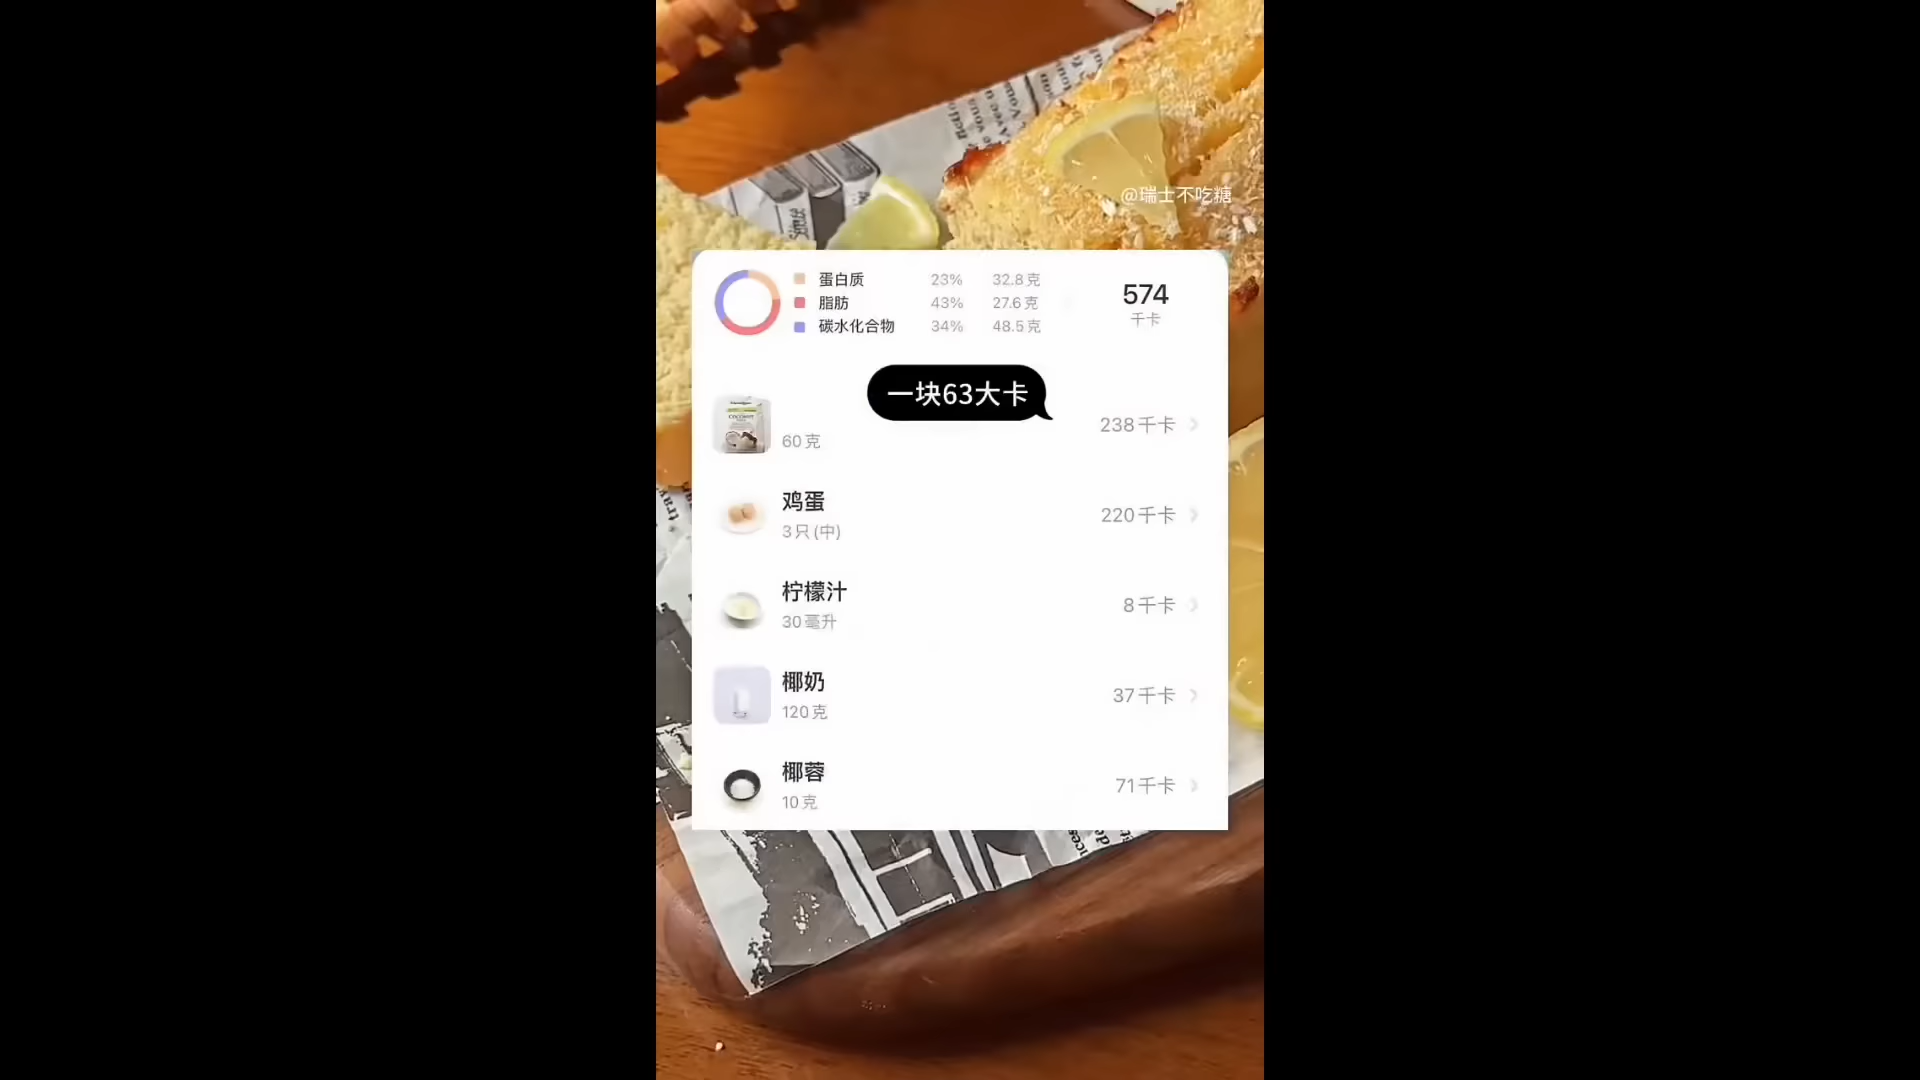 @瑞士不吃糖
蛋白质 23% 32.8克
脂肪 43% 27.6克
碳水化合物 34% 48.5克
574
千卡
一块63大卡
COCONUT
60克
238千卡
鸡蛋
3只(中)
220千卡
柠檬汁
30毫升
8千卡
椰奶
120克
37千卡
椰蓉
10克
71千卡